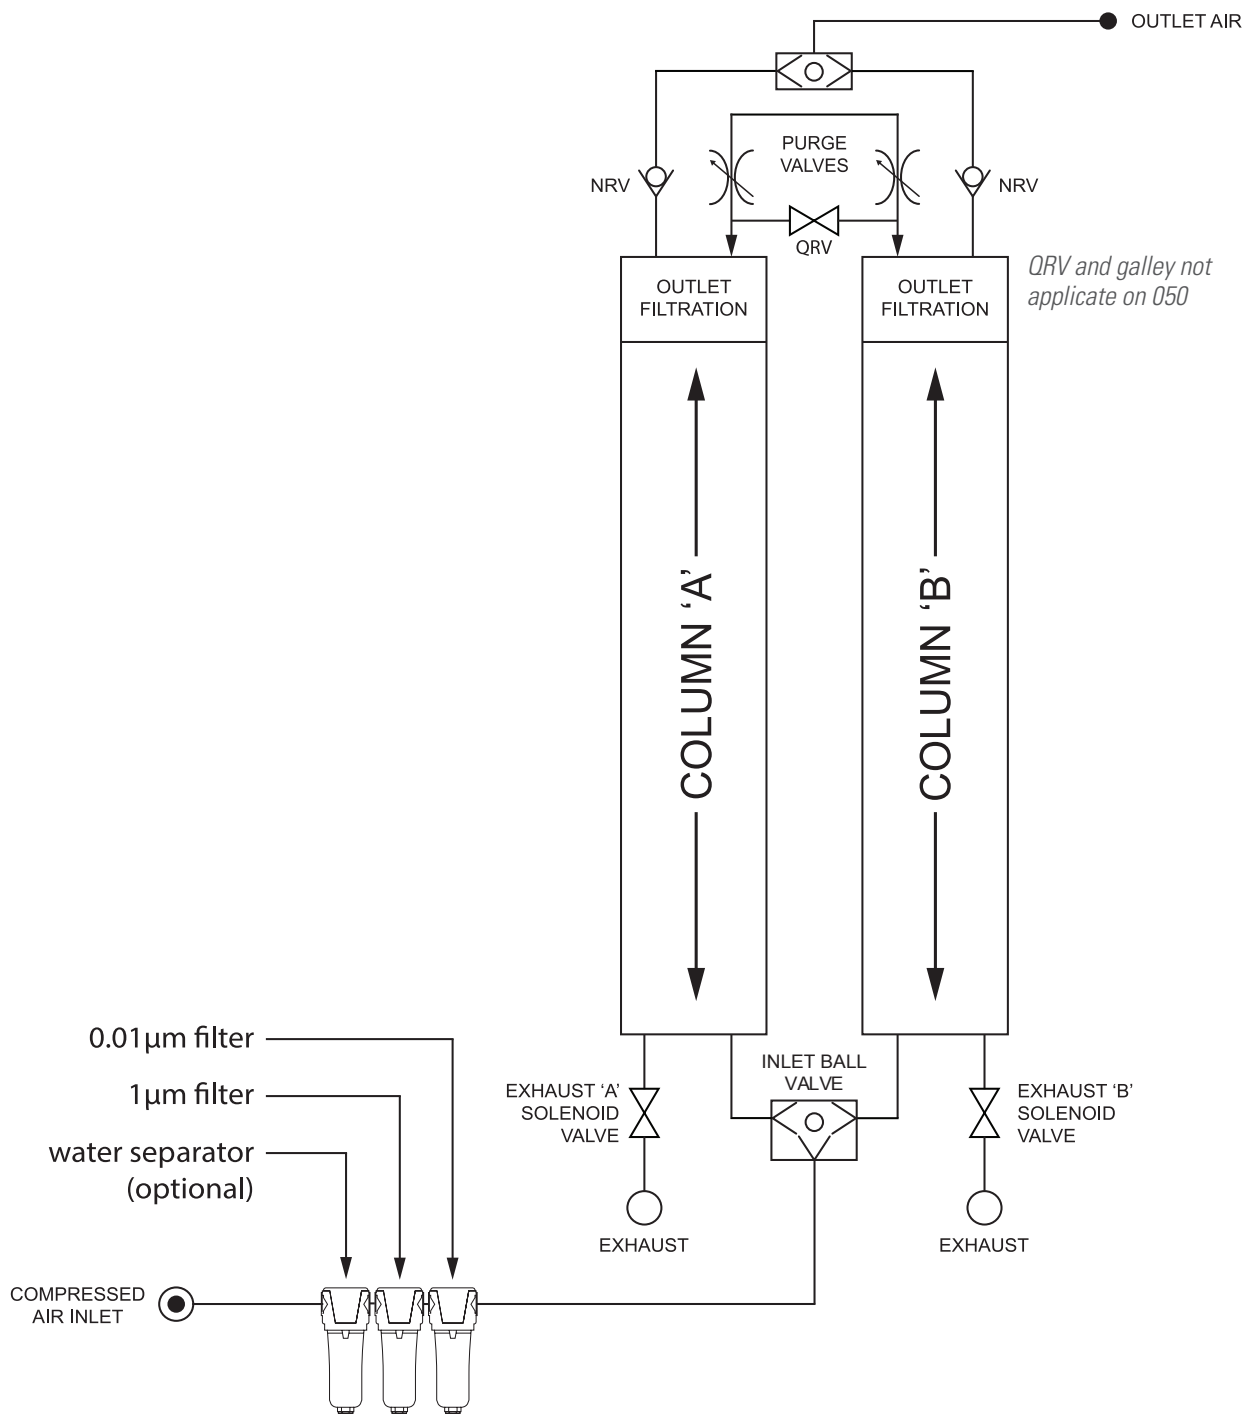 OUTLET AIR
PURGE
VALVES
NRV
NRV
QRV
QRV and galley not
applicate on 050
OUTLET
FILTRATION
OUTLET
FILTRATION
COLUMN ‘A’
COLUMN ‘B’
0.01µm filter
1µm filter
water separator
(optional)
INLET BALL
VALVE
EXHAUST ‘A’
SOLENOID
VALVE
EXHAUST ‘B’
SOLENOID
VALVE
EXHAUST
EXHAUST
COMPRESSED
AIR INLET